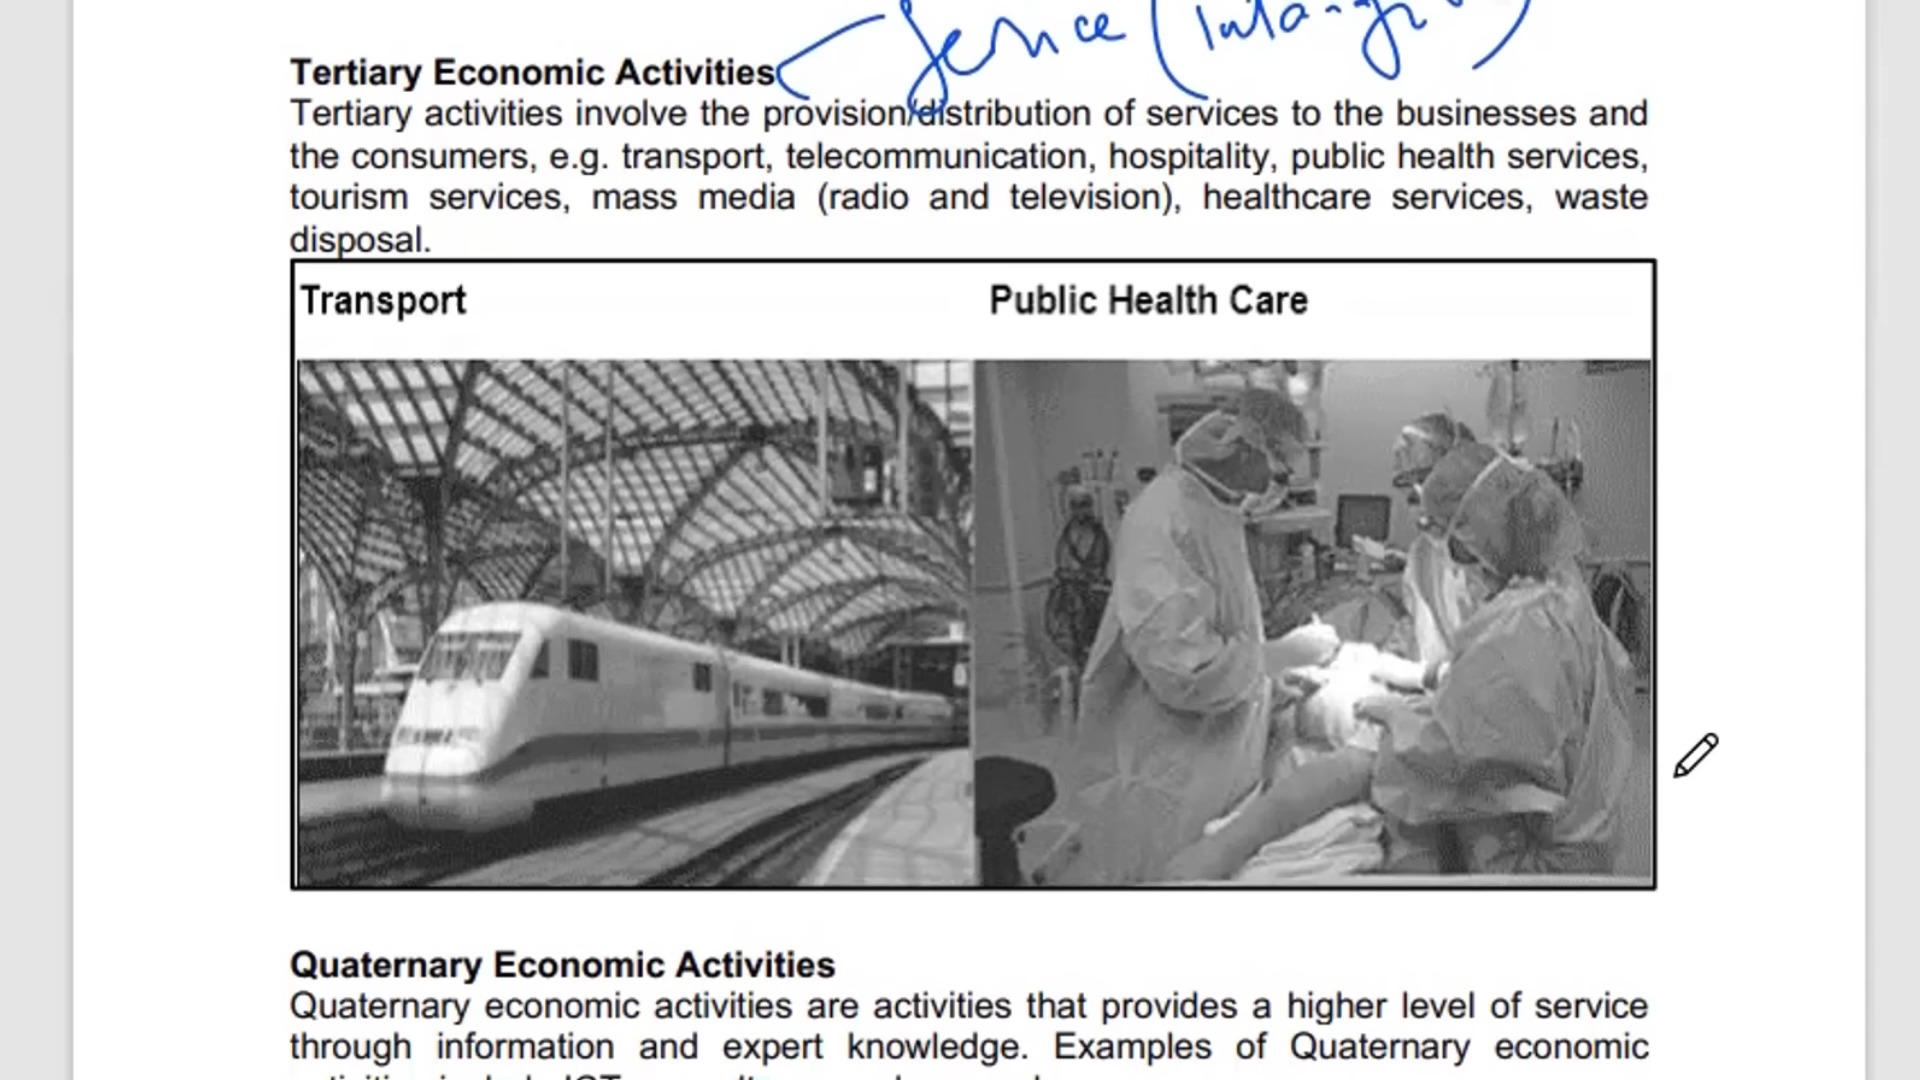 Service (Intangi
Tertiary Economic Activities
Tertiary activities involve the provision/distribution of services to the businesses and
the consumers, e.g. transport, telecommunication, hospitality, public health services,
tourism services, mass media (radio and television), healthcare services, waste
disposal.
Transport Public Health Care
Quaternary Economic Activities
Quaternary economic activities are activities that provides a higher level of service
through information and expert knowledge. Examples of Quaternary economic